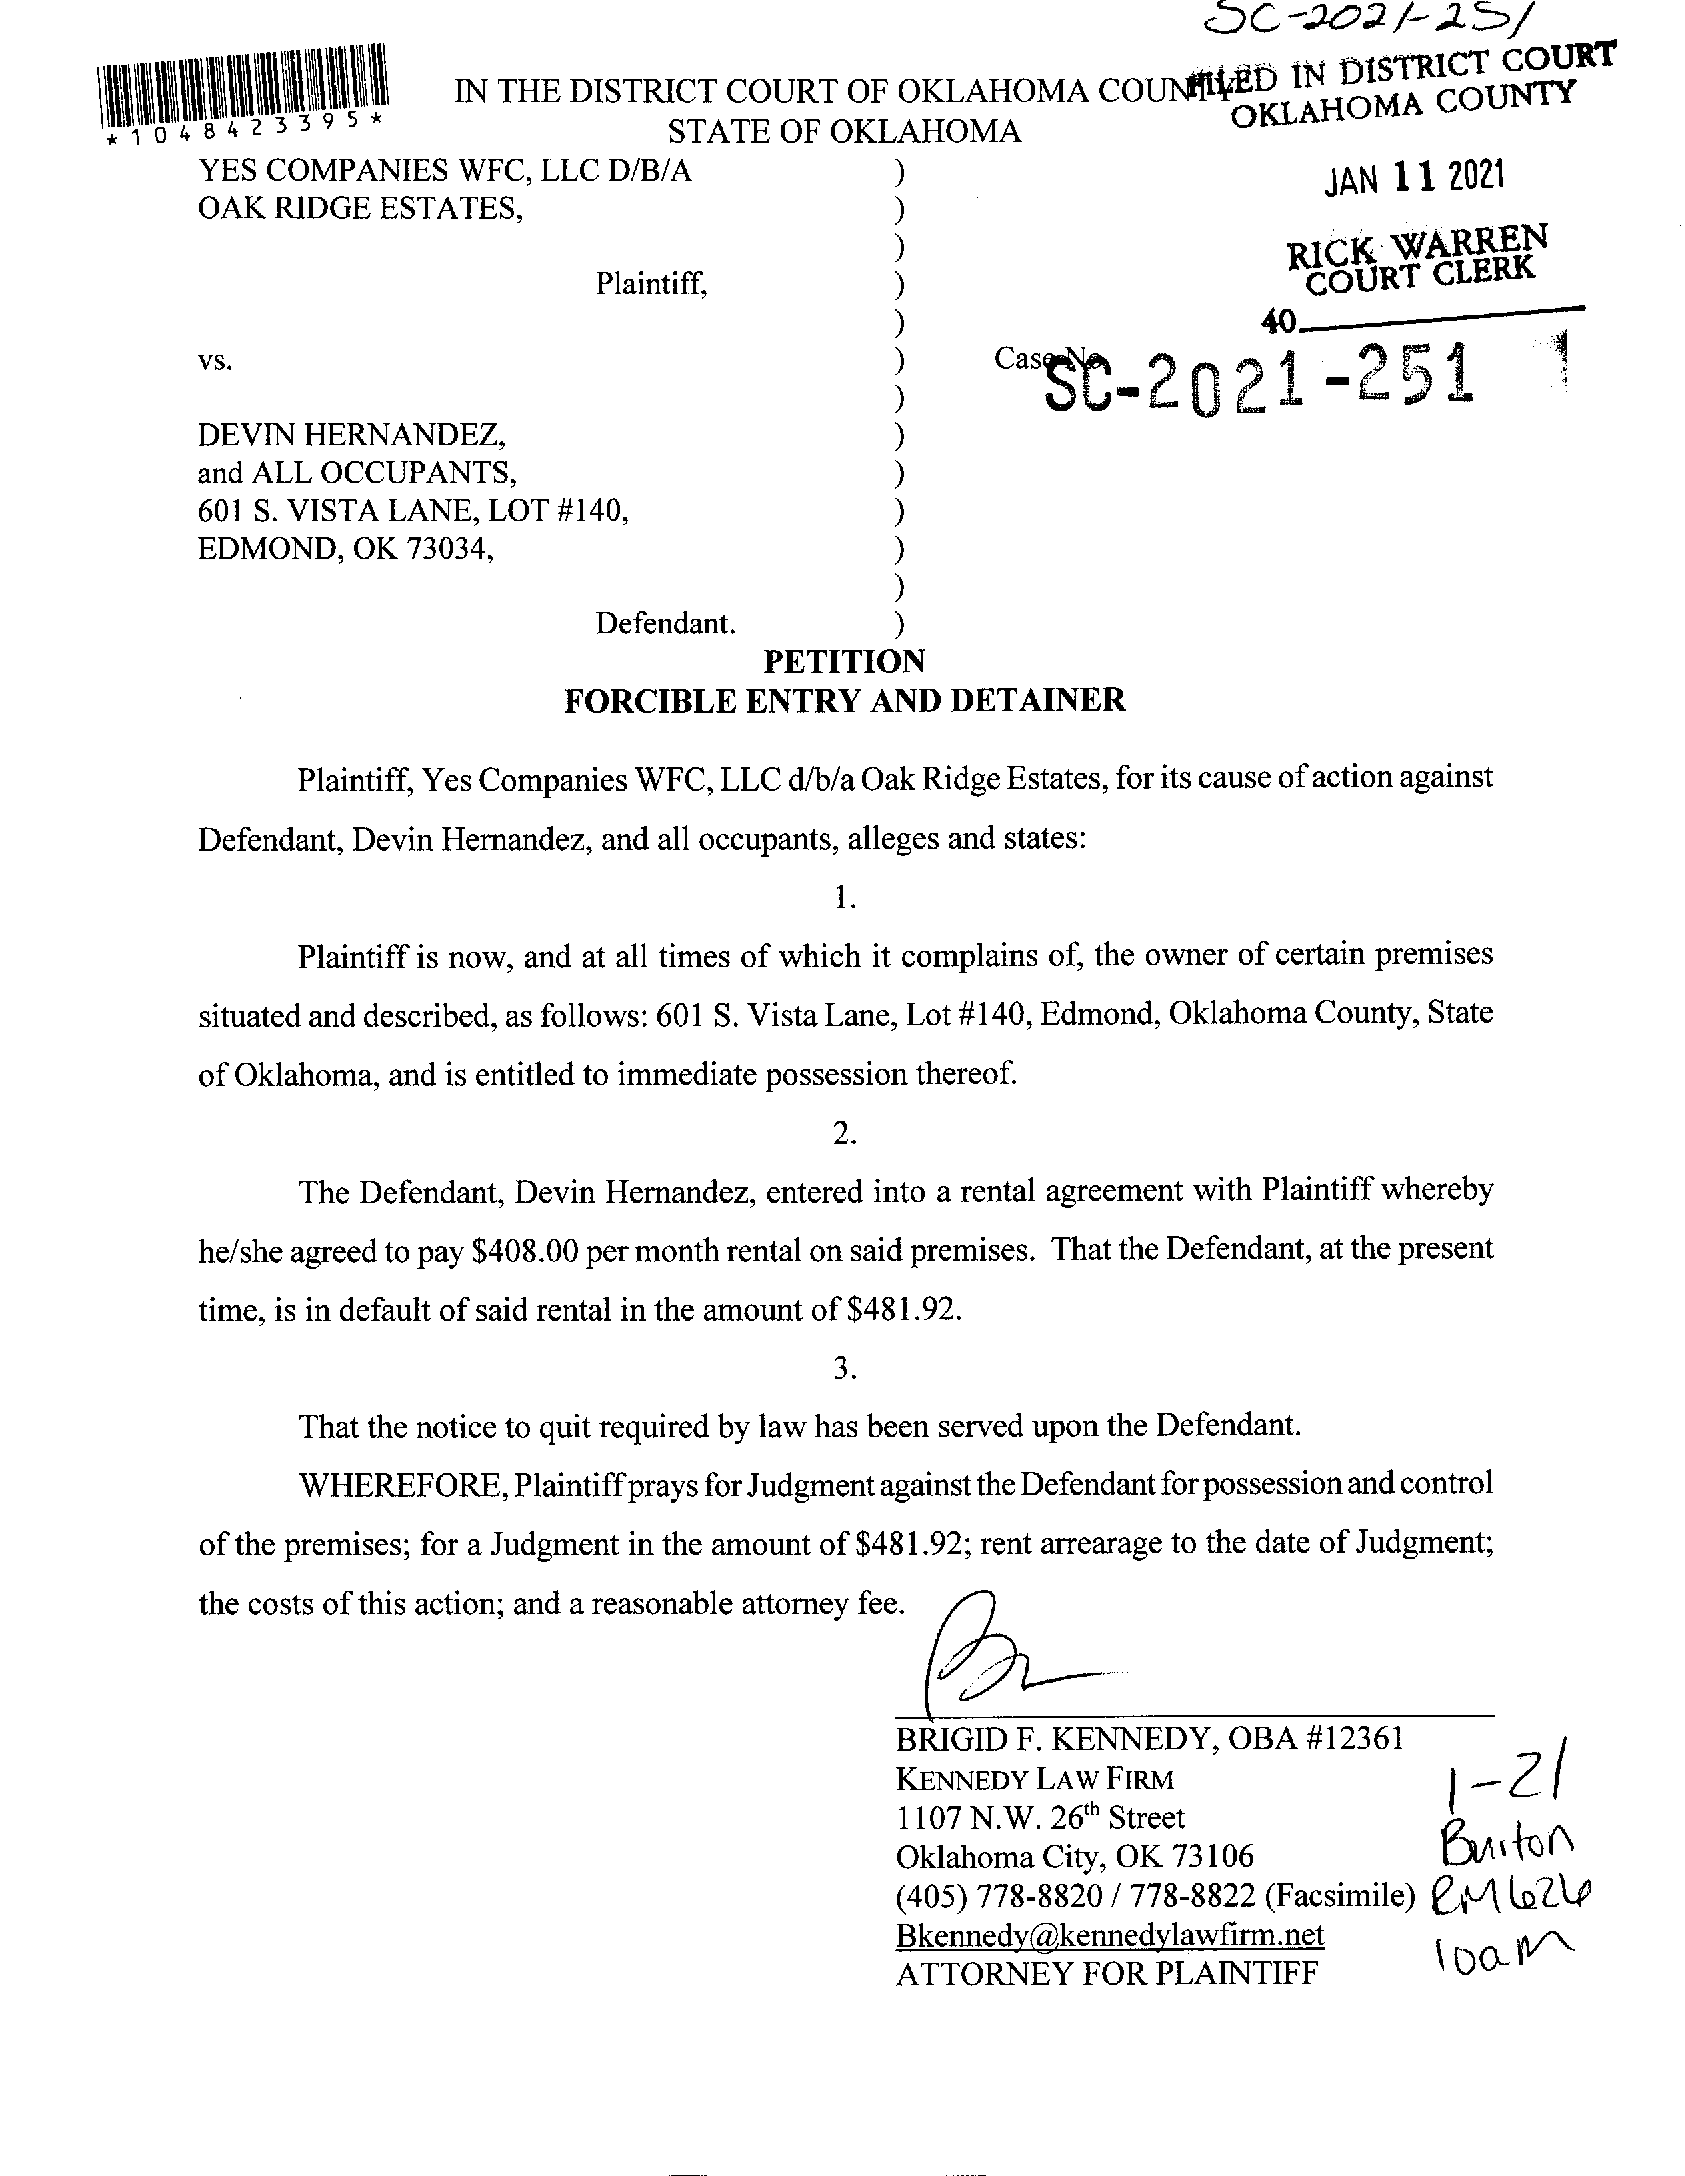 SC-2021-251
*1048423395*
IN THE DISTRICT COURT OF OKLAHOMA COUNTY
STATE OF OKLAHOMA
FILED IN DISTRICT COURT
OKLAHOMA COUNTY
JAN 11 2021
RICK WARREN
COURT CLERK
40
YES COMPANIES WFC, LLC D/B/A )
OAK RIDGE ESTATES, )
)
Plaintiff, )
)
vs. ) Case No.
SC-2021-251
)
DEVIN HERNANDEZ, )
and ALL OCCUPANTS, )
601 S. VISTA LANE, LOT #140, )
EDMOND, OK 73034, )
)
Defendant. )
PETITION
FORCIBLE ENTRY AND DETAINER
Plaintiff, Yes Companies WFC, LLC d/b/a Oak Ridge Estates, for its cause of action against
Defendant, Devin Hernandez, and all occupants, alleges and states:
1.
Plaintiff is now, and at all times of which it complains of, the owner of certain premises
situated and described, as follows: 601 S. Vista Lane, Lot #140, Edmond, Oklahoma County, State
of Oklahoma, and is entitled to immediate possession thereof.
2.
The Defendant, Devin Hernandez, entered into a rental agreement with Plaintiff whereby
he/she agreed to pay $408.00 per month rental on said premises. That the Defendant, at the present
time, is in default of said rental in the amount of $481.92.
3.
That the notice to quit required by law has been served upon the Defendant.
WHEREFORE, Plaintiff prays for Judgment against the Defendant for possession and control
of the premises; for a Judgment in the amount of $481.92; rent arrearage to the date of Judgment;
the costs of this action; and a reasonable attorney fee.
BRIGID F. KENNEDY, OBA #12361
KENNEDY LAW FIRM
1107 N.W. 26th Street
Oklahoma City, OK 73106
(405) 778-8820 / 778-8822 (Facsimile)
Bkennedy@kennedylawfirm.net
ATTORNEY FOR PLAINTIFF
1-21
Burton
RM 626
10am